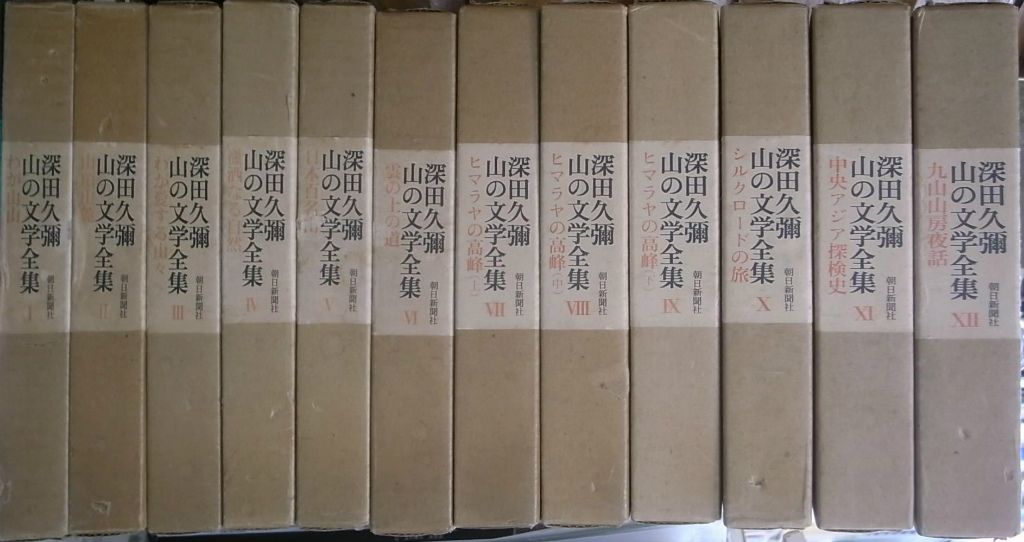 深田久彌
山の文学全集
わが山山
朝日新聞社
I
深田久彌
山の文学全集
朝日新聞社
II
深田久彌
山の文学全集
わが愛する山々
朝日新聞社
III
深田久彌
山の文学全集
朝日新聞社
IV
深田久彌
山の文学全集
日本百名山
朝日新聞社
V
深田久彌
山の文学全集
雲の上の道
朝日新聞社
VI
深田久彌
山の文学全集
ヒマラヤの高峰(上)
朝日新聞社
VII
深田久彌
山の文学全集
ヒマラヤの高峰(中)
朝日新聞社
VIII
深田久彌
山の文学全集
ヒマラヤの高峰(下)
朝日新聞社
IX
深田久彌
山の文学全集
シルクロードの旅
朝日新聞社
X
深田久彌
山の文学全集
中央アジア探検史
朝日新聞社
XI
深田久彌
山の文学全集
九山山房夜話
朝日新聞社
XII